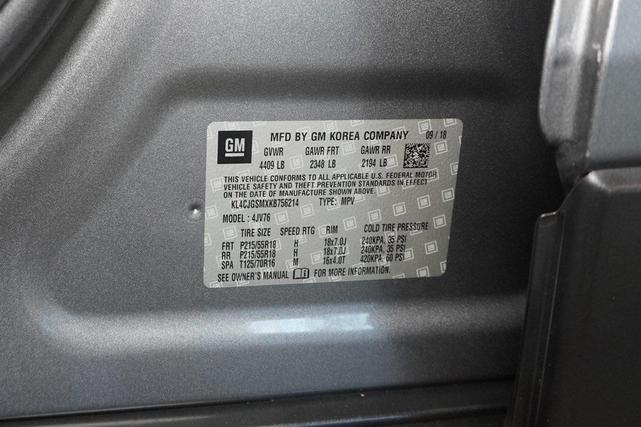 GM
MFD BY GM KOREA COMPANY 09 / 18
GVWR GAWR FRT GAWR RR
4409 LB 2348 LB 2194 LB
THIS VEHICLE CONFORMS TO ALL APPLICABLE U.S. FEDERAL MOTOR
VEHICLE SAFETY AND THEFT PREVENTION STANDARDS IN EFFECT
ON THE DATE OF MANUFACTURE SHOWN ABOVE.
KL4CJGSMXKB756214 TYPE: MPV
MODEL : 4JV76
TIRE SIZE SPEED RTG RIM COLD TIRE PRESSURE
FRT P215/55R18 H 18x7.0J 240KPA, 35 PSI
RR P215/55R18 H 18x7.0J 240KPA, 35 PSI
SPA T125/70R16 M 16x4.0T 420KPA, 60 PSI
SEE OWNER'S MANUAL FOR MORE INFORMATION.